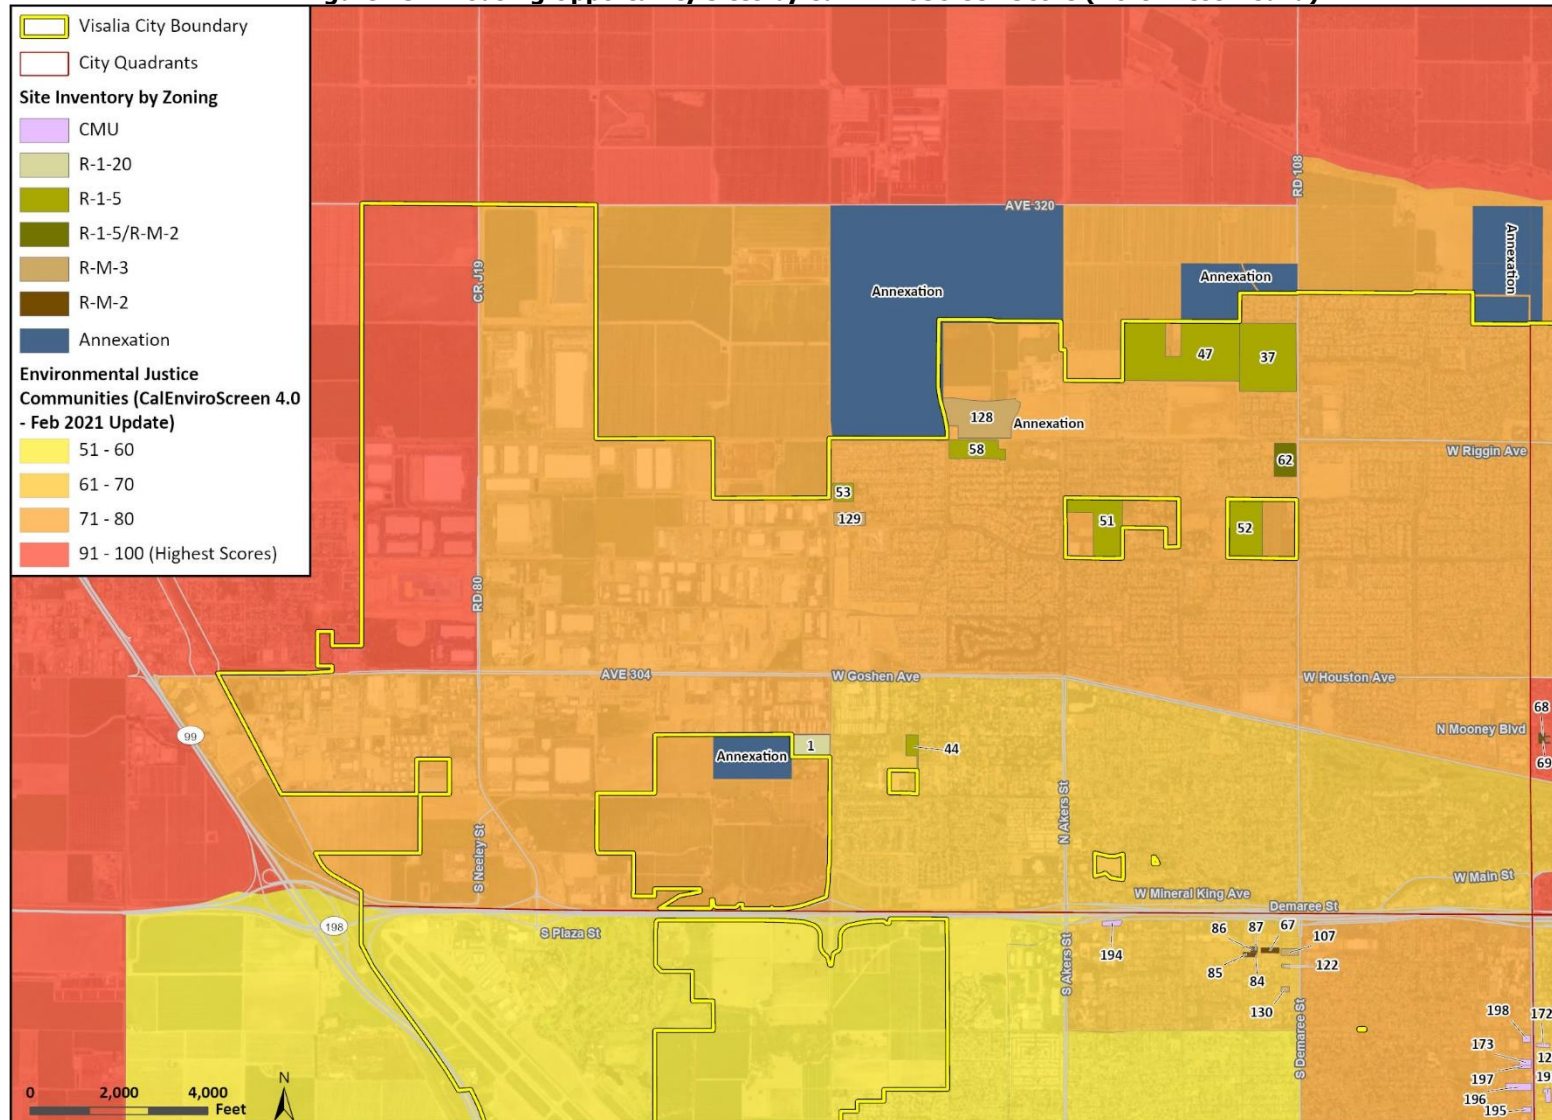 Visalia City Boundary
City Quadrants
Site Inventory by Zoning
CMU
R-1-20
R-1-5
R-1-5/R-M-2
R-M-3
R-M-2
Annexation
Environmental Justice
Communities (CalEnviroScreen 4.0
- Feb 2021 Update)
51 - 60
61 - 70
71 - 80
91 - 100 (Highest Scores)
RD 108
AVE 320
CR J19
Annexation
Annexation
Annexation
47
37
128
Annexation
58
W Riggin Ave
62
53
129
51
52
RD 80
AVE 304
W Goshen Ave
W Houston Ave
68
N Mooney Blvd
69
99
Annexation
1
44
N Akers St
S Neeley St
W Main St
W Mineral King Ave
Demaree St
198
S Plaza St
194
86
87
67
107
85
84
122
130
S Akers St
S Demaree St
198
172
173
12
197
19
196
195
0
2,000
4,000
Feet
N